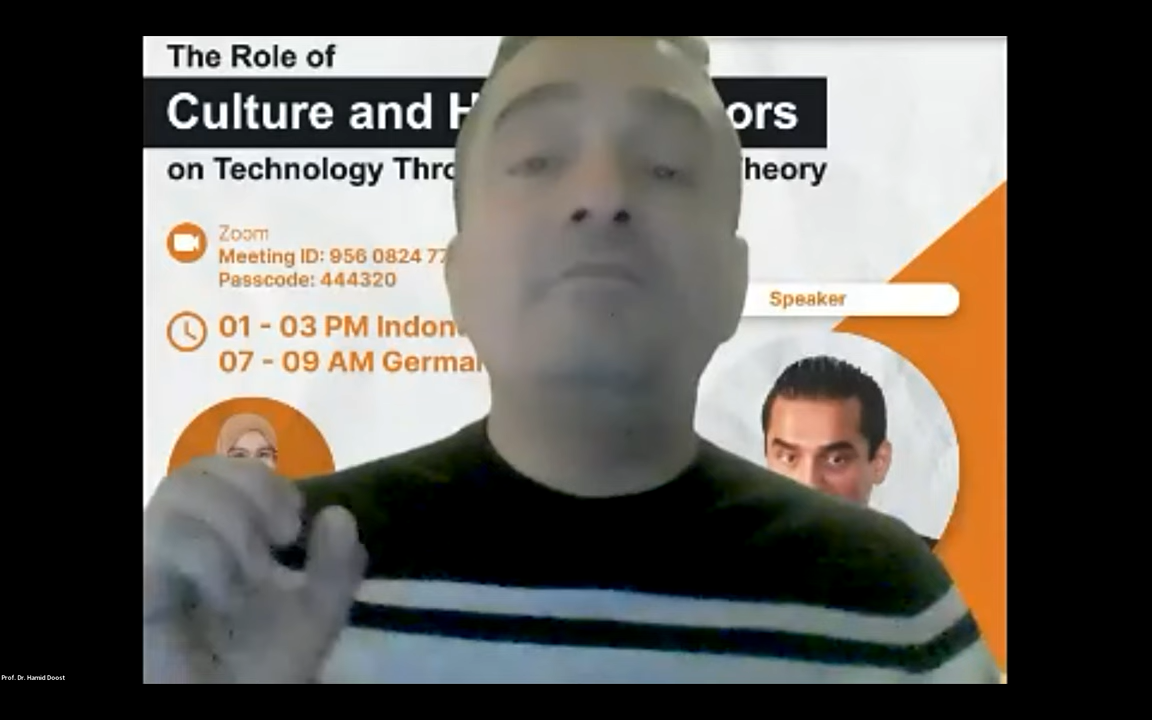 The Role of
Culture and H ors
on Technology Thro heory
Zoom
Meeting ID: 956 0824 77
Passcode: 444320
01 - 03 PM Indon
07 - 09 AM German
Speaker
Prof. Dr. Hamid Doost